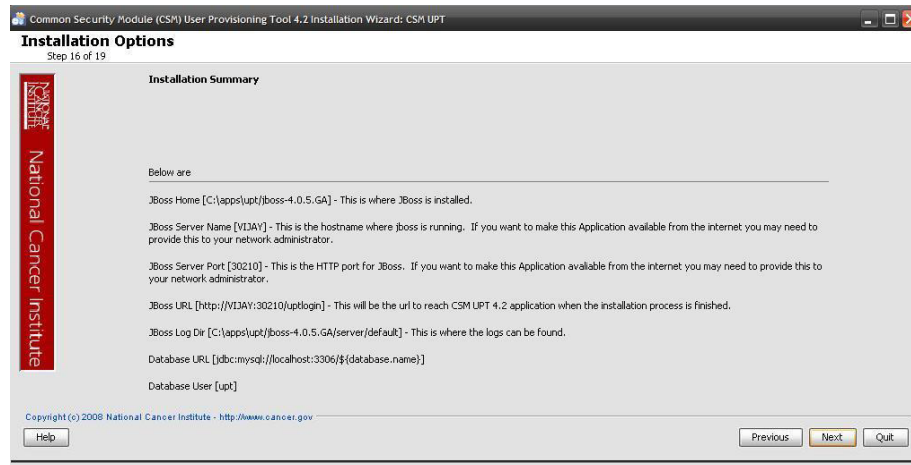 Common Security Module (CSM) User Provisioning Tool 4.2 Installation Wizard: CSM UPT
Installation Options
Step 16 of 19
NATIONAL
CANCER
INSTITUTE
National Cancer Institute
Installation Summary
Below are
JBoss Home [C:\apps\upt/jboss-4.0.5.GA] - This is where JBoss is installed.
JBoss Server Name [VIJAY] - This is the hostname where jboss is running. If you want to make this Application available from the internet you may need to
provide this to your network administrator.
JBoss Server Port [30210] - This is the HTTP port for JBoss. If you want to make this Application avaliable from the internet you may need to provide this to
your network administrator.
JBoss URL [http://VIJAY:30210/uptlogin] - This will be the url to reach CSM UPT 4.2 application when the installation process is finished.
JBoss Log Dir [C:\apps\upt/jboss-4.0.5.GA/server/default] - This is where the logs can be found.
Database URL [jdbc:mysql://localhost:3306/${database.name}]
Database User [upt]
Copyright (c) 2008 National Cancer Institute - http://www.cancer.gov
Help
Previous
Next
Quit